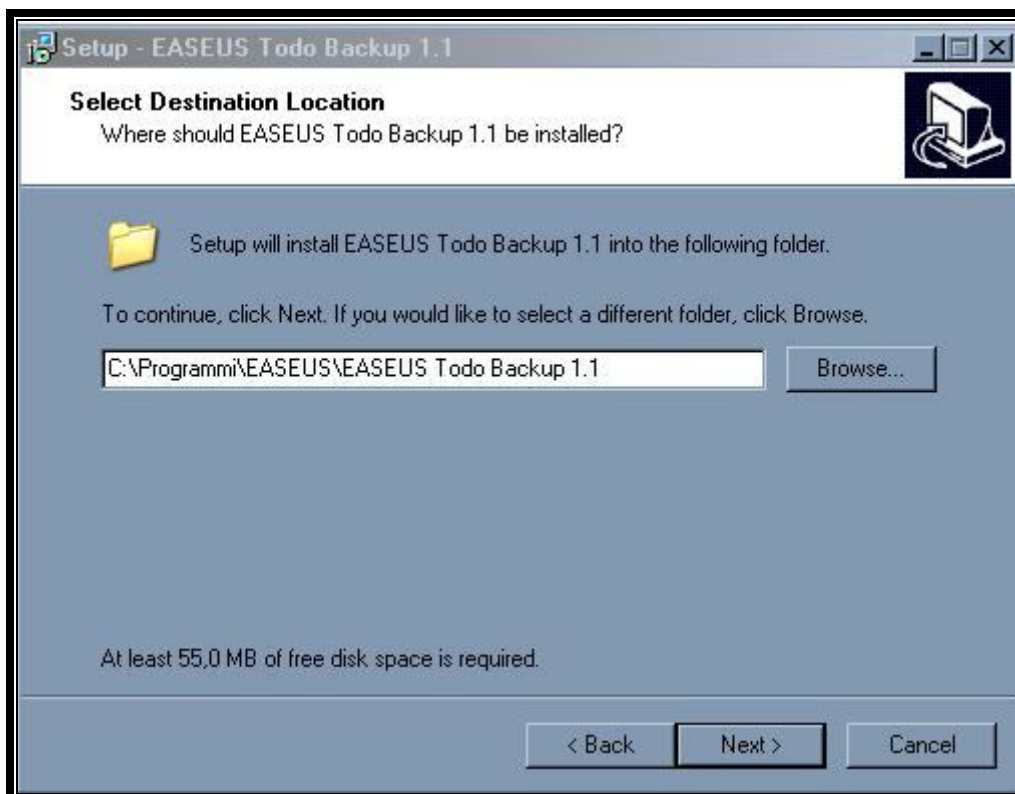 Setup - EASEUS Todo Backup 1.1
Select Destination Location
Where should EASEUS Todo Backup 1.1 be installed?
Setup will install EASEUS Todo Backup 1.1 into the following folder.
To continue, click Next. If you would like to select a different folder, click Browse.
C:\Programmi\EASEUS\EASEUS Todo Backup 1.1
Browse...
At least 55,0 MB of free disk space is required.
< Back
Next >
Cancel